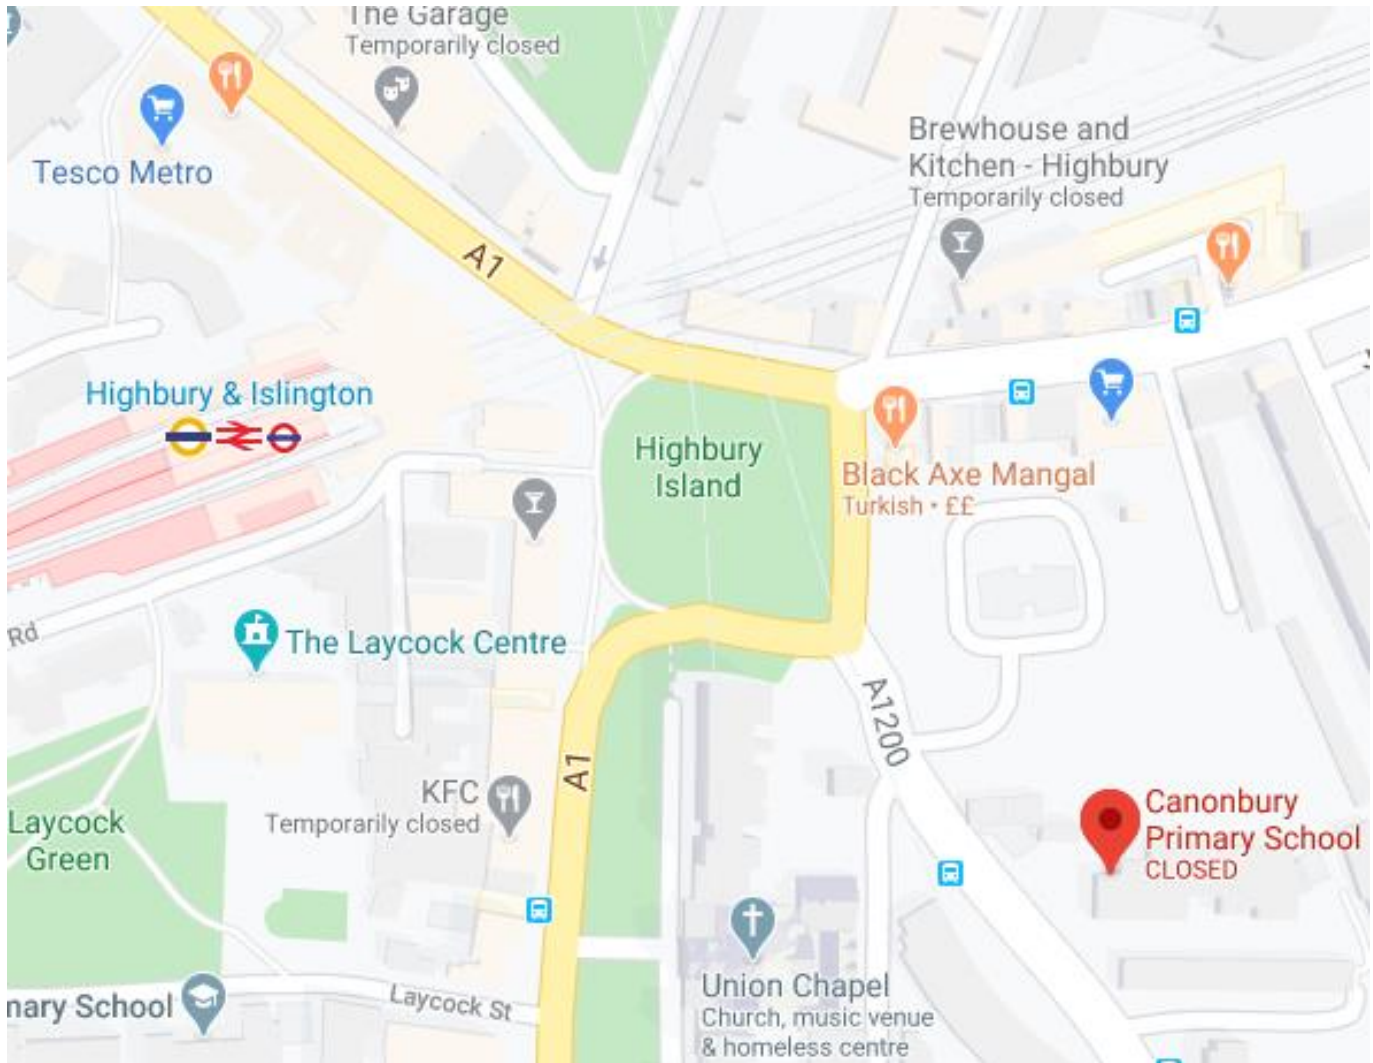 The Garage
Temporarily closed
Tesco Metro
Brewhouse and
Kitchen - Highbury
Temporarily closed
A1
Highbury & Islington
Highbury
Island
Black Axe Mangal
Turkish • ££
Rd
The Laycock Centre
A1200
A1
KFC
Temporarily closed
Canonbury
Primary School
CLOSED
Laycock
Green
Union Chapel
Church, music venue
& homeless centre
mary School
Laycock St